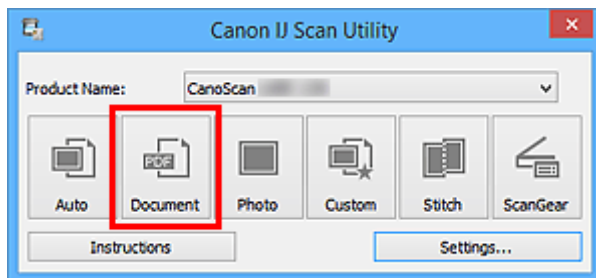 Canon IJ Scan Utility
Product Name: CanoScan
PDF
Auto Document Photo Custom Stitch ScanGear
Instructions Settings...